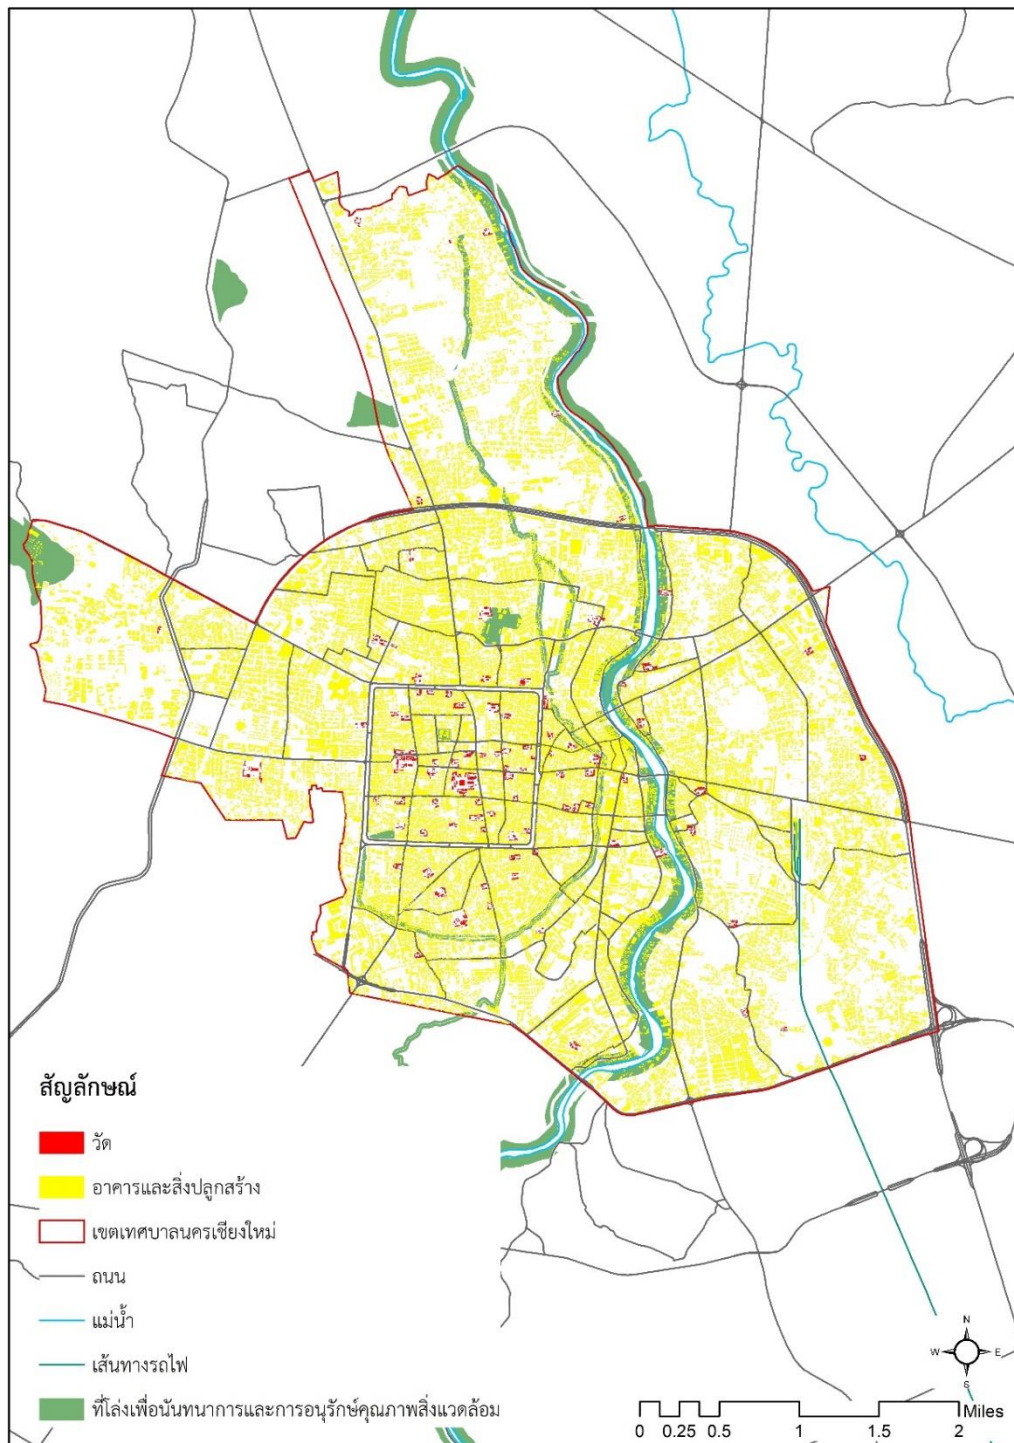 สัญลักษณ์
วัด
อาคารและสิ่งปลูกสร้าง
เขตเทศบาลนครเชียงใหม่
ถนน
แม่น้ำ
เส้นทางรถไฟ
ที่โล่งเพื่อนันทนาการและการอนุรักษ์คุณภาพสิ่งแวดล้อม
N
W E
S
Miles
0 0.25 0.5 1 1.5 2